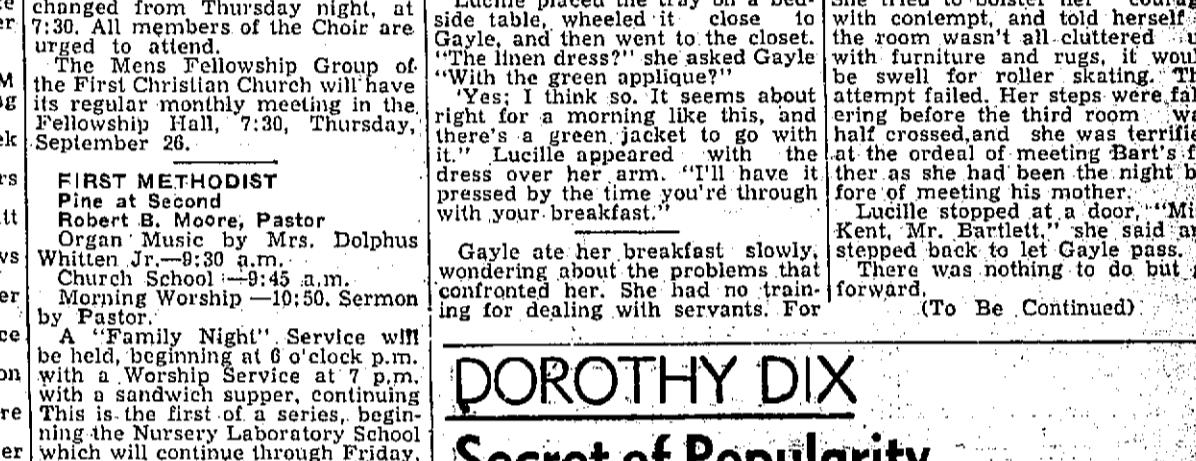 changed from Thursday night, at
7:30. All members of the Choir are
urged to attend.
The Mens Fellowship Group of
the First Christian Church will have
its regular monthly meeting in the
Fellowship Hall, 7:30, Thursday,
September 26.
FIRST METHODIST
Pine at Second
Robert B. Moore, Pastor
Organ Music by Mrs. Dolphus
Whitten Jr.—9:30 a.m.
Church School —9:45 a.m.
Morning Worship —10:50. Sermon
by Pastor.
A "Family Night" Service will
be held, beginning at 6 o'clock p.m.
with a Worship Service at 7 p.m.
with a sandwich supper, continuing
This is the first of a series, begin-
ning the Nursery Laboratory School
which will continue through Friday,
Lucille placed the tray on a bed-
side table, wheeled it close to
Gayle, and then went to the closet.
"The linen dress?" she asked Gayle
"With the green applique?"
'Yes; I think so. It seems about
right for a morning like this, and
there's a green jacket to go with
it." Lucille appeared with the
dress over her arm. "I'll have it
pressed by the time you're through
with your breakfast."
Gayle ate her breakfast slowly,
wondering about the problems that
confronted her. She had no train-
ing for dealing with servants. For
She tried to bolster her
with contempt, and told herself
the room wasn't all cluttered
with furniture and rugs, it
be swell for roller skating.
attempt failed. Her steps were
ering before the third room
half crossed, and she was
at the ordeal of meeting Bart's
ther as she had been the night
fore of meeting his mother.
Lucille stopped at a door,
Kent, Mr. Bartlett." she said
stepped back to let Gayle pass.
There was nothing to do but
forward.
(To Be Continued)
DOROTHY DIX
Secret of Popularity